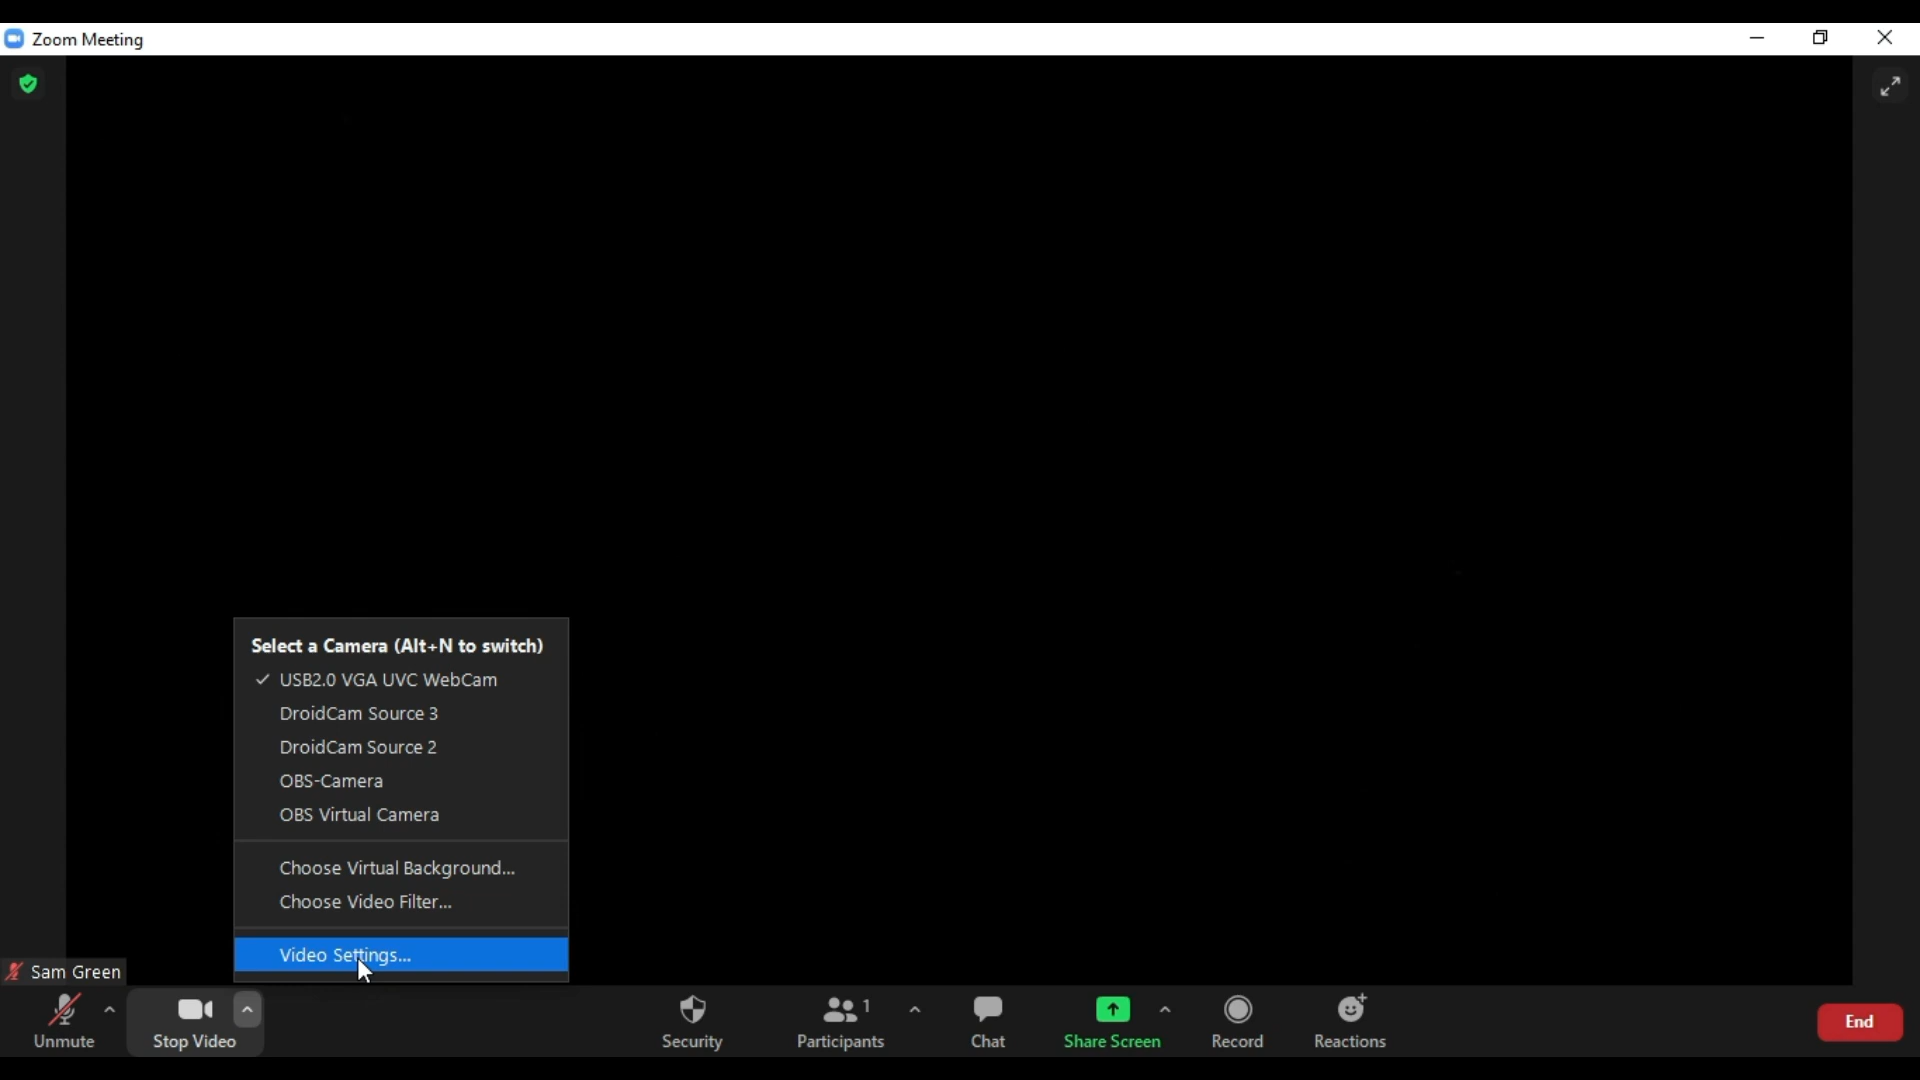 Zoom Meeting
Select a Camera (Alt+N to switch)
USB2.0 VGA UVC WebCam
DroidCam Source 3
DroidCam Source 2
OBS-Camera
OBS Virtual Camera
Choose Virtual Background...
Choose Video Filter...
Video Settings...
Sam Green
Unmute
Stop Video
Security
Participants
1
Chat
Share Screen
Record
Reactions
End